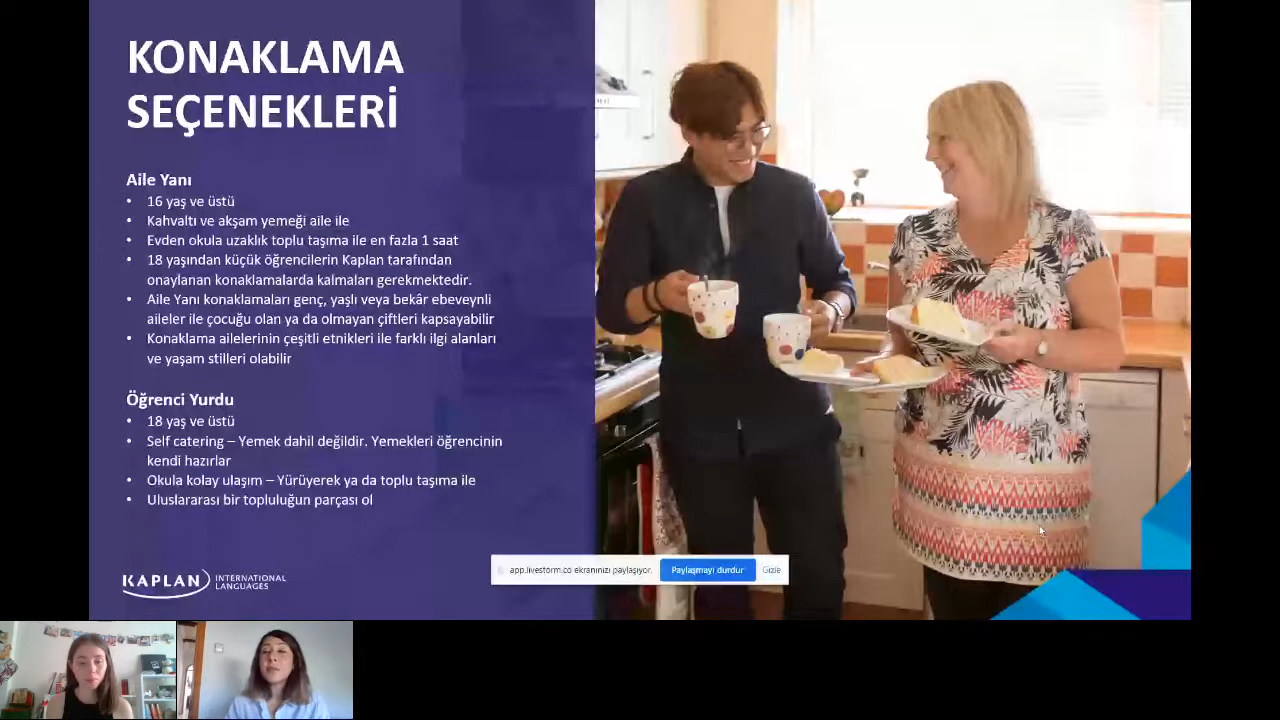 KONAKLAMA
SEÇENEKLERİ
Aile Yanı
• 16 yaş ve üstü
• Kahvaltı ve akşam yemeği aile ile
• Evden okula uzaklık toplu taşıma ile en fazla 1 saat
• 18 yaşından küçük öğrencilerin Kaplan tarafından
onaylanan konaklamalarda kalmaları gerekmektedir.
• Aile Yanı konaklamaları genç, yaşlı veya bekâr ebeveynli
aileler ile çocuğu olan ya da olmayan çiftleri kapsayabilir
• Konaklama ailelerinin çeşitli etnikleri ile farklı ilgi alanları
ve yaşam stilleri olabilir
Öğrenci Yurdu
• 18 yaş ve üstü
• Self catering – Yemek dahil değildir. Yemekleri öğrencinin
kendi hazırlar
• Okula kolay ulaşım – Yürüyerek ya da toplu taşıma ile
• Uluslararası bir topluluğun parçası ol
app.livestorm.co ekranınızı paylaşıyor. Paylaşmayı durdur Gizle
KAPLAN INTERNATIONAL
LANGUAGES